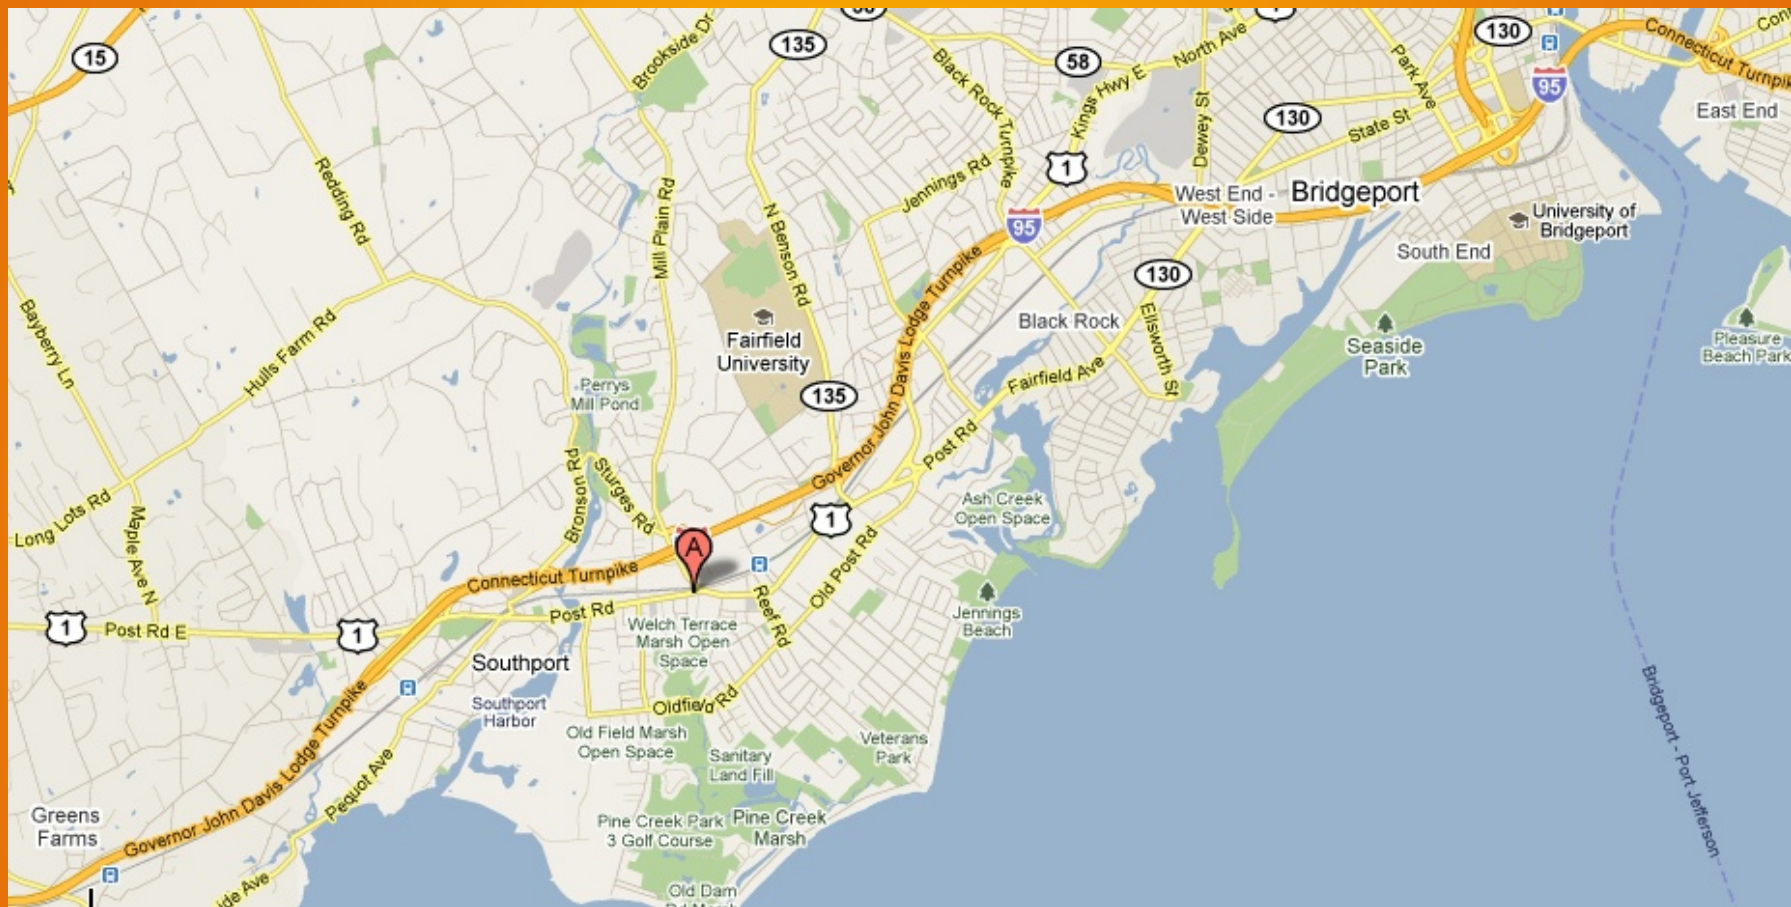 15
135
58
130
Brookside Dr
Black Rock Turnpike
Kings Hwy E
North Ave
Park Ave
Connecticut Turnpike
95
East End
Redding Rd
Mill Plain Rd
N Benson Rd
Jennings Rd
1
Dewey St
130
State St
West End -
West Side
Bridgeport
University of
Bridgeport
South End
95
130
Bayberry Ln
Hulls Farm Rd
Fairfield
University
Governor John Davis Lodge Turnpike
Black Rock
Ellsworth St
Seaside
Park
Pleasure
Beach Park
Perrys
Mill Pond
135
Fairfield Ave
Post Rd
Long Lots Rd
Maple Ave N
Bronson Rd
Sturges Rd
Ash Creek
Open Space
1
A
Connecticut Turnpike
Old Post Rd
Reef Rd
Jennings
Beach
1
Post Rd E
1
Post Rd
Welch Terrace
Marsh Open
Space
Southport
Southport
Harbor
Oldfield Rd
Old Field Marsh
Open Space
Sanitary
Land Fill
Veterans
Park
Bridgeport - Port Jefferson
Pequot Ave
Greens
Farms
Governor John Davis Lodge Turnpike
Pine Creek Park
3 Golf Course
Pine Creek
Marsh
Old Dam